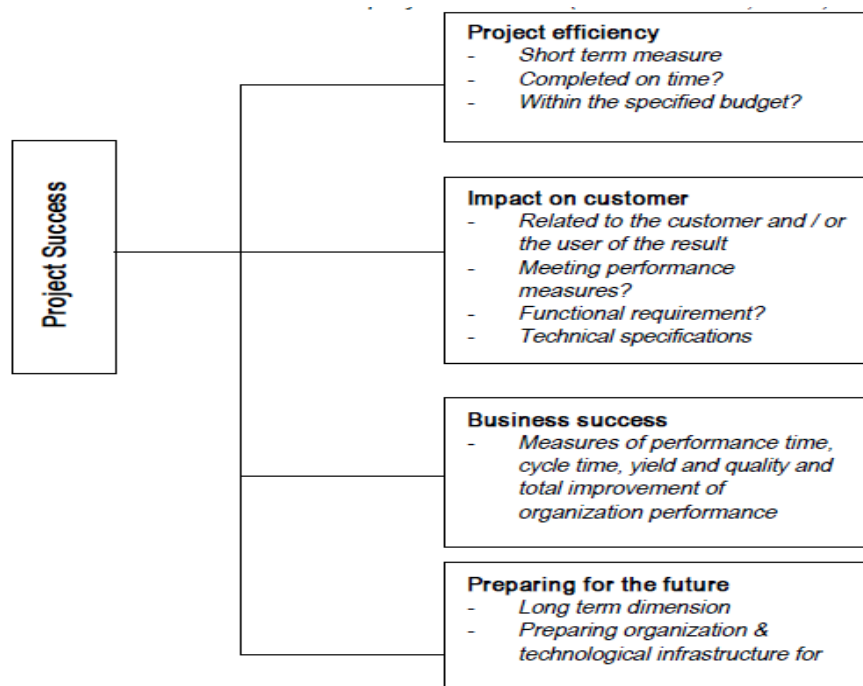 Project Success
Project efficiency
- Short term measure
- Completed on time?
- Within the specified budget?
Impact on customer
- Related to the customer and / or
the user of the result
- Meeting performance
measures?
- Functional requirement?
- Technical specifications
Business success
- Measures of performance time,
cycle time, yield and quality and
total improvement of
organization performance
Preparing for the future
- Long term dimension
- Preparing organization &
technological infrastructure for